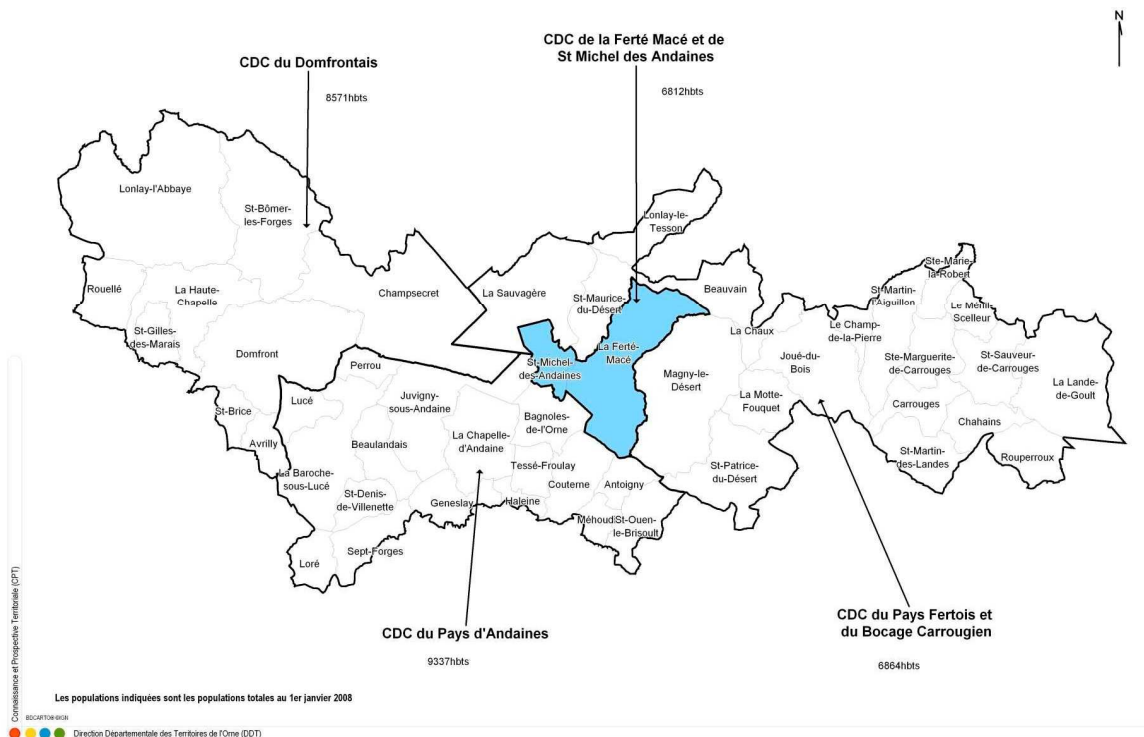 N
CDC de la Ferté Macé et de
St Michel des Andaines
6812hbts
CDC du Domfrontais
8571hbts
Lonlay-l'Abbaye
St-Bômer-
les-Forges
Lonlay-le-
Tesson
Rouellé
La Haute-
Chapelle
Champsecret
La Sauvagère
St-Maurice-
du-Désert
Beauvain
Ste-Marie-
la-Robert
St-Martin-
l'Aiguillon
Le Ménil
Scelleur
St-Gilles-
des-Marais
Domfront
La Ferté-
Macé
La Chaux
Le Champ-
de-la-Pierre
St-Michel-
des-Andaines
Joué-du-
Bois
Ste-Marguerite-
de-Carrouges
St-Sauveur-
de-Carrouges
Perrou
Magny-le-
Désert
La Lande-
de-Goult
St-Brice
Lucé
Juvigny-
sous-Andaine
La Motte-
Fouquet
Carrouges
Avrilly
Beaulandais
La Chapelle-
d'Andaine
Bagnoles-
de-l'Orne
Chahains
St-Martin-
des-Landes
Rouperroux
La Baroche-
sous-Lucé
Tessé-Froulay
St-Patrice-
du-Désert
St-Denis-
de-Villenette
Geneslay
Haleine
Couterne
Antoigny
Méhoudi
St-Ouen-
le-Brisoult
Loré
Sept-Forges
CDC du Pays d'Andaines
9337hbts
CDC du Pays Fertois et
du Bocage Carrougien
6864hbts
Les populations indiquées sont les populations totales au 1er janvier 2008
Connaissance et Prospective Territoriale (CPT)
BDCARTO®©IGN
Direction Départementale des Territoires de l'Orne (DDT)